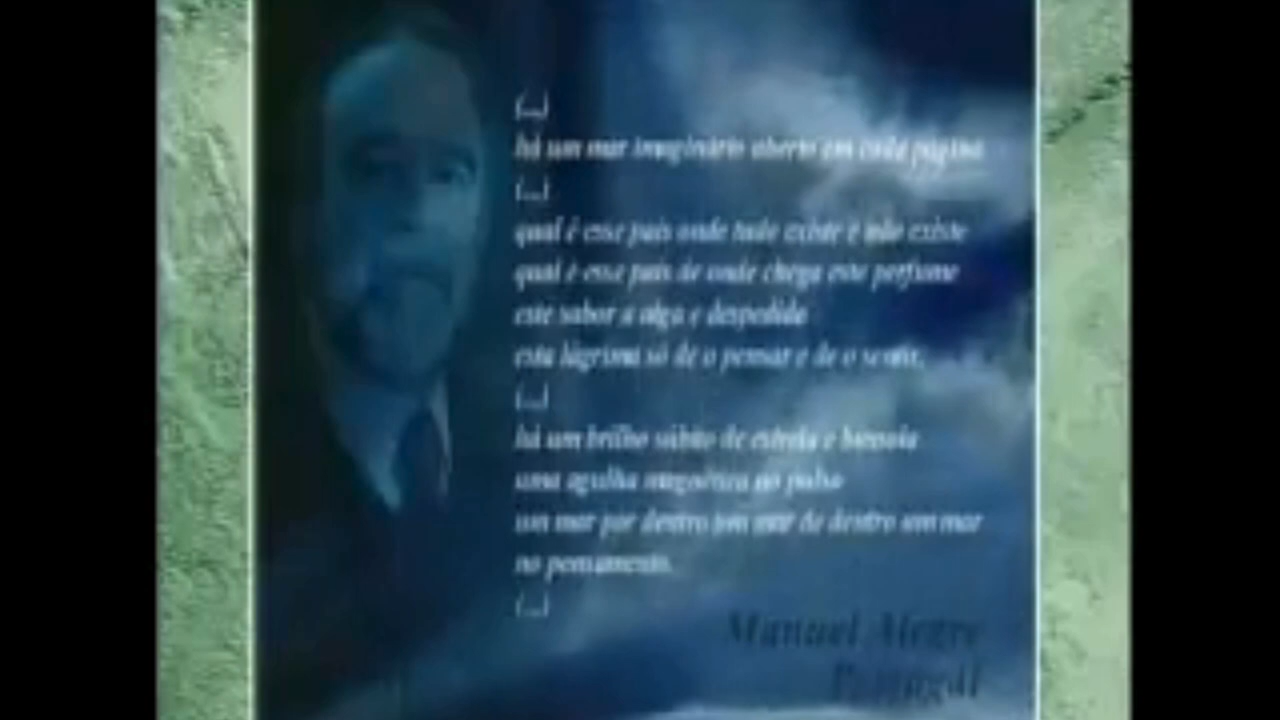 (...)
há um mar imaginário aberto em cada página
(...)
qual é esse país onde tudo existe e não existe
qual é esse país de onde chega este perfume
este sabor a alga e despedida
esta lágrima só de o pensar e de o sentir.
(...)
há um brilho súbito de estrela e bússola
uma agulha magnética no pulso
um mar por dentro um mar de dentro um mar
no pensamento.
(...)
Manuel Alegre
Portugal